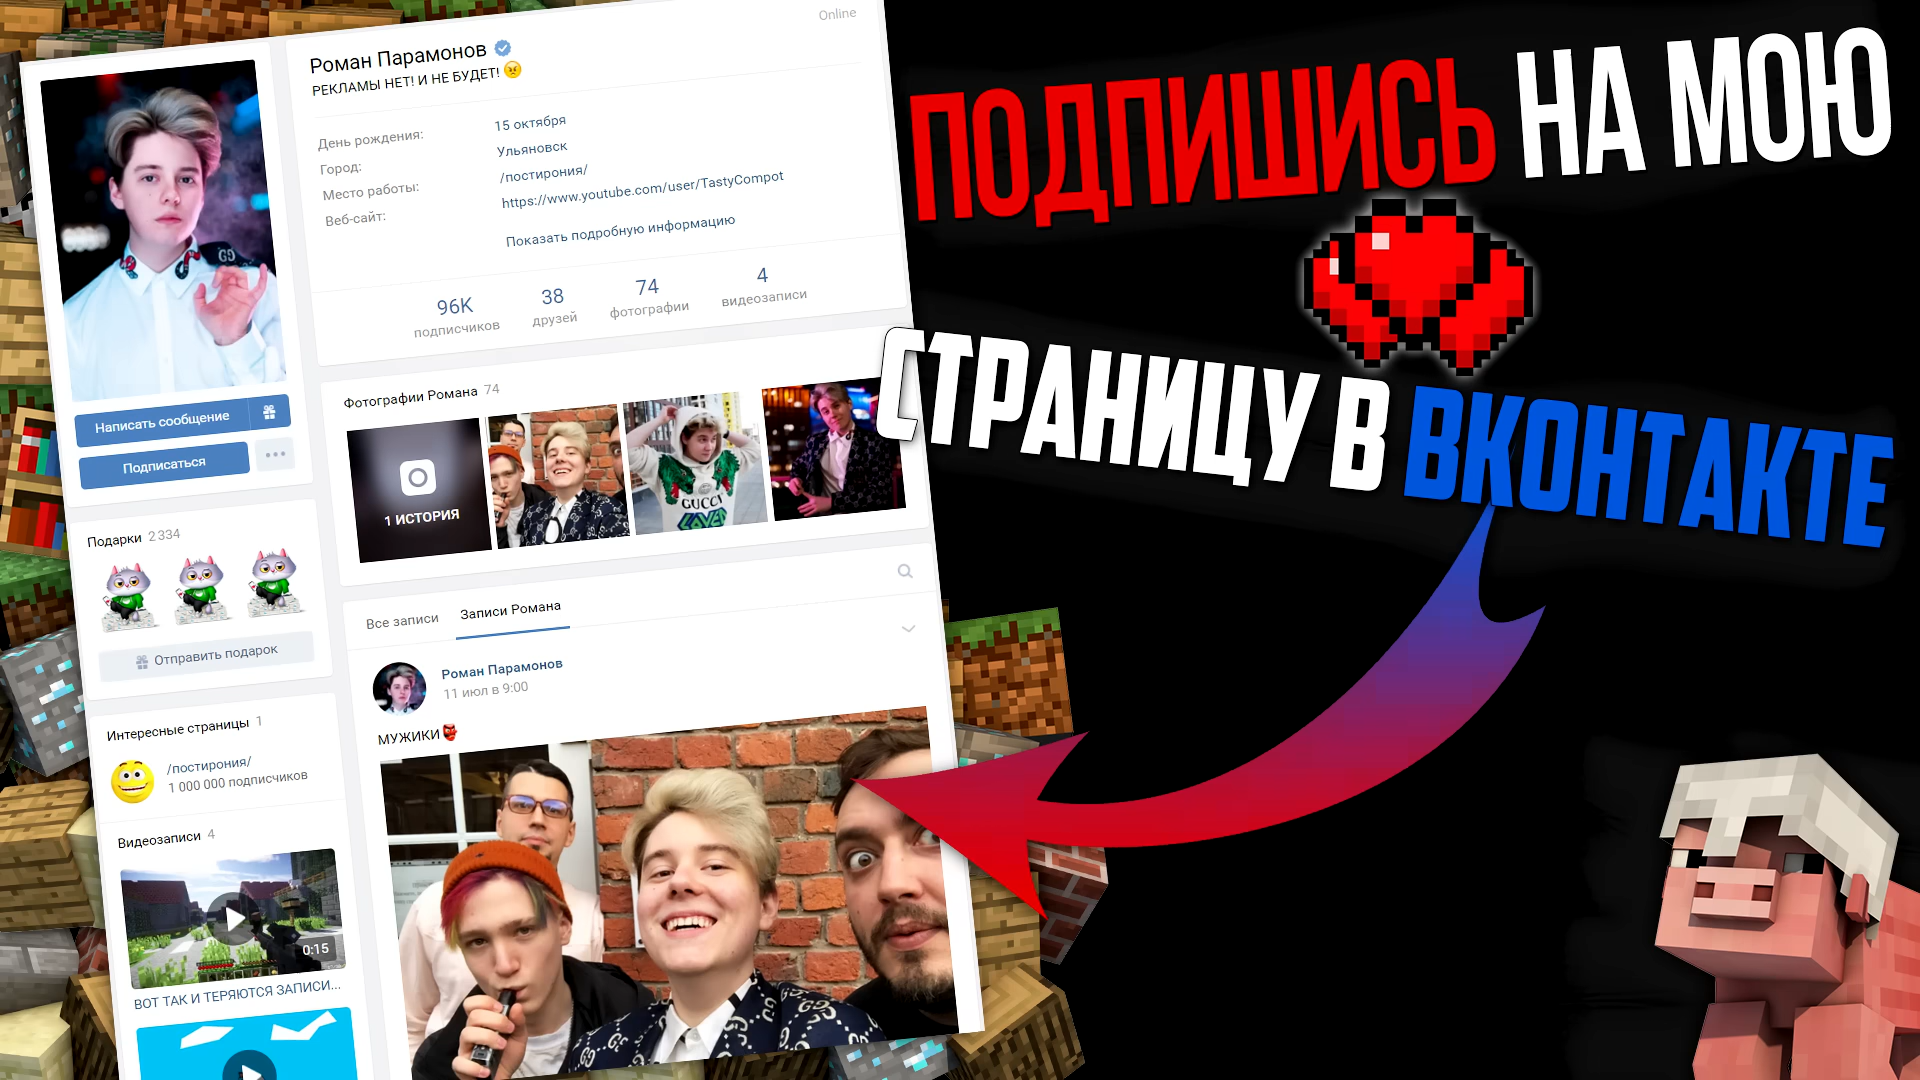 Online
Роман Парамонов
РЕКЛАМЫ НЕТ! И НЕ БУДЕТ! 😠
День рождения: 15 октября
Город: Ульяновск
Место работы: /постирония/
Веб-сайт: https://www.youtube.com/user/TastyCompot
Показать подробную информацию
96K подписчиков
38 друзей
74 фотографии
4 видеозаписи
Написать сообщение
Подписаться
Подарки 2 334
Отправить подарок
Интересные страницы 1
/постирония/
1 000 000 подписчиков
Видеозаписи 4
0:15
ВОТ ТАК И ТЕРЯЮТСЯ ЗАПИСИ...
Фотографии Романа 74
1 ИСТОРИЯ
GUCCI
Все записи
Записи Романа
Роман Парамонов
11 июл в 9:00
МУЖИКИ👺
ПОДПИШИСЬ НА МОЮ
СТРАНИЦУ В ВКОНТАКТЕ